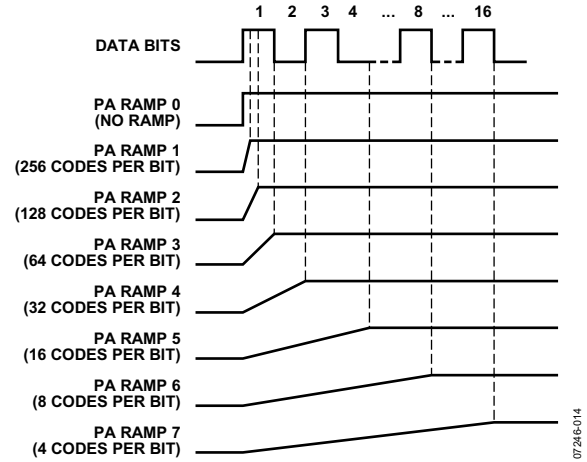 1 2 3 4 ... 8 ... 16
DATA BITS
PA RAMP 0
(NO RAMP)
PA RAMP 1
(256 CODES PER BIT)
PA RAMP 2
(128 CODES PER BIT)
PA RAMP 3
(64 CODES PER BIT)
PA RAMP 4
(32 CODES PER BIT)
PA RAMP 5
(16 CODES PER BIT)
PA RAMP 6
(8 CODES PER BIT)
PA RAMP 7
(4 CODES PER BIT)
07246-014